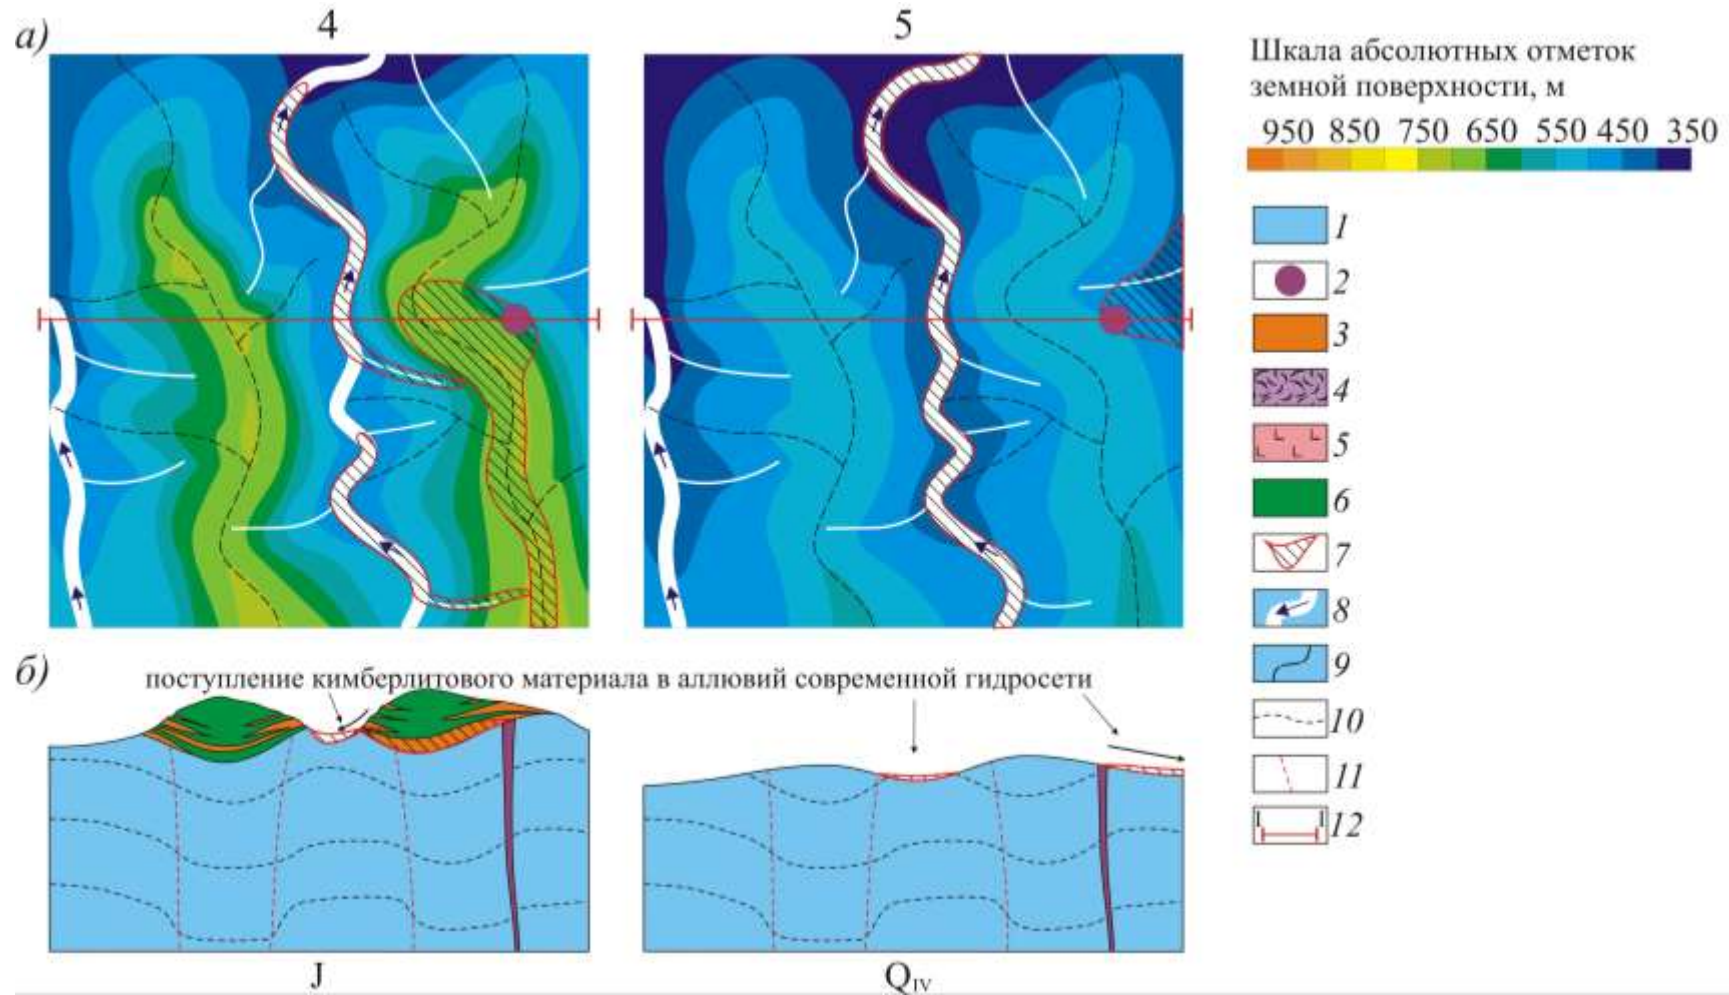 а)
4
5
Шкала абсолютных отметок
земной поверхности, м
950 850 750 650 550 450 350
1
2
3
4
5
6
7
8
9
10
11
I I 12
б)
поступление кимберлитового материала в аллювий современной гидросети
J
QIV